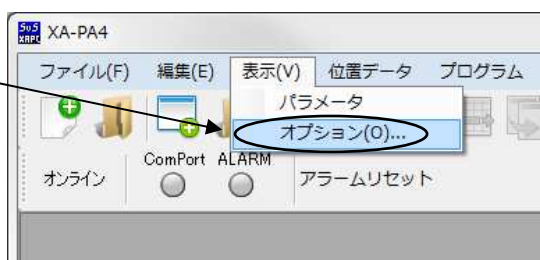 SUS XAPC XA-PA4
ファイル(F) 編集(E) 表示(V) 位置データ プログラム
パラメータ
オプション(O)...
ComPort ALARM
オンライン アラームリセット